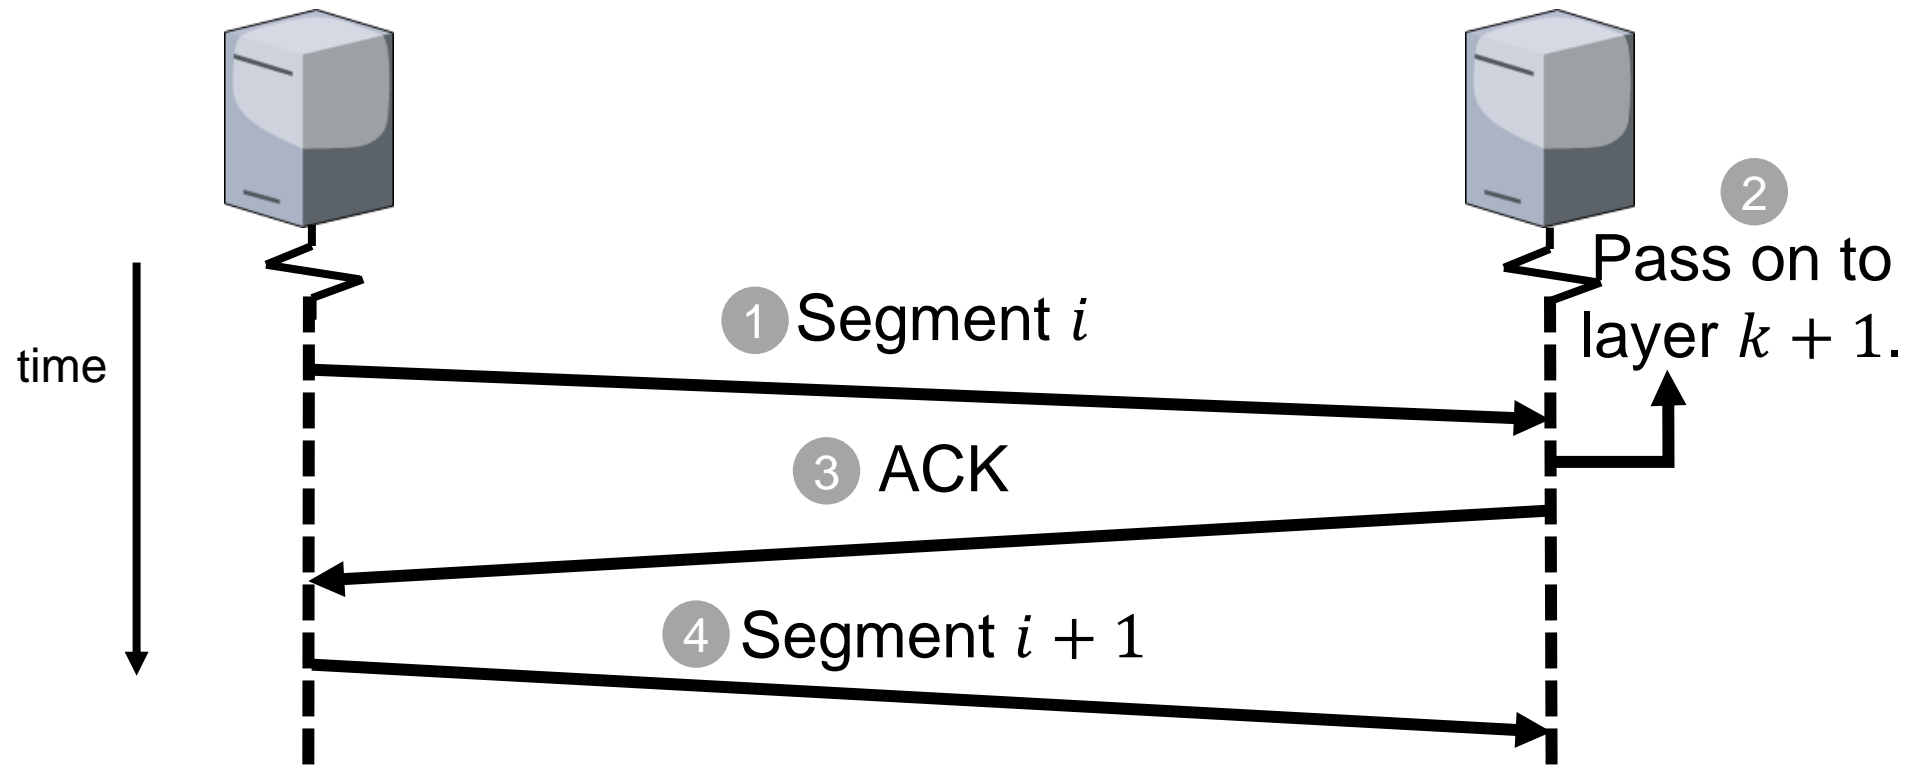 2
Pass on to
layer k + 1.
1 Segment i
time
3 ACK
4 Segment i + 1